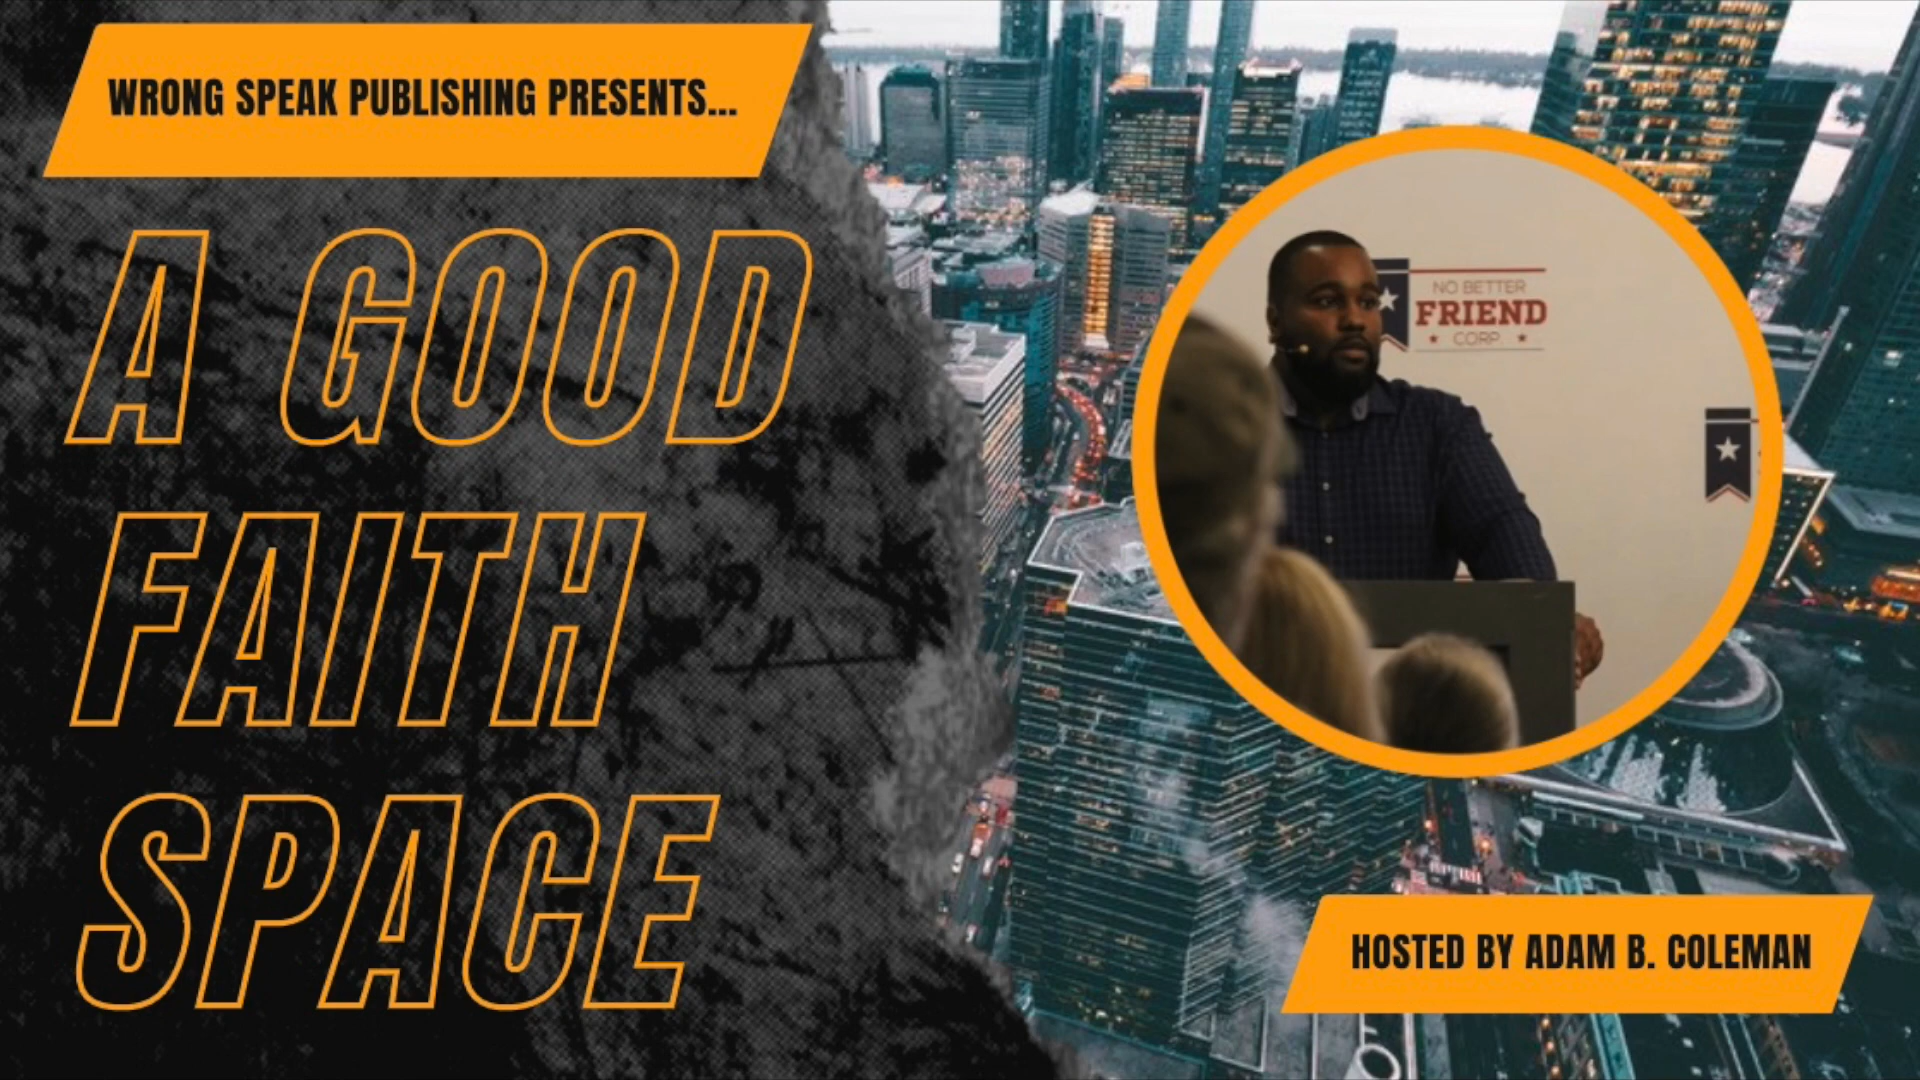 WRONG SPEAK PUBLISHING PRESENTS...
A GOOD
FAITH
SPACE
NO BETTER
FRIEND
CORP
HOSTED BY ADAM B. COLEMAN